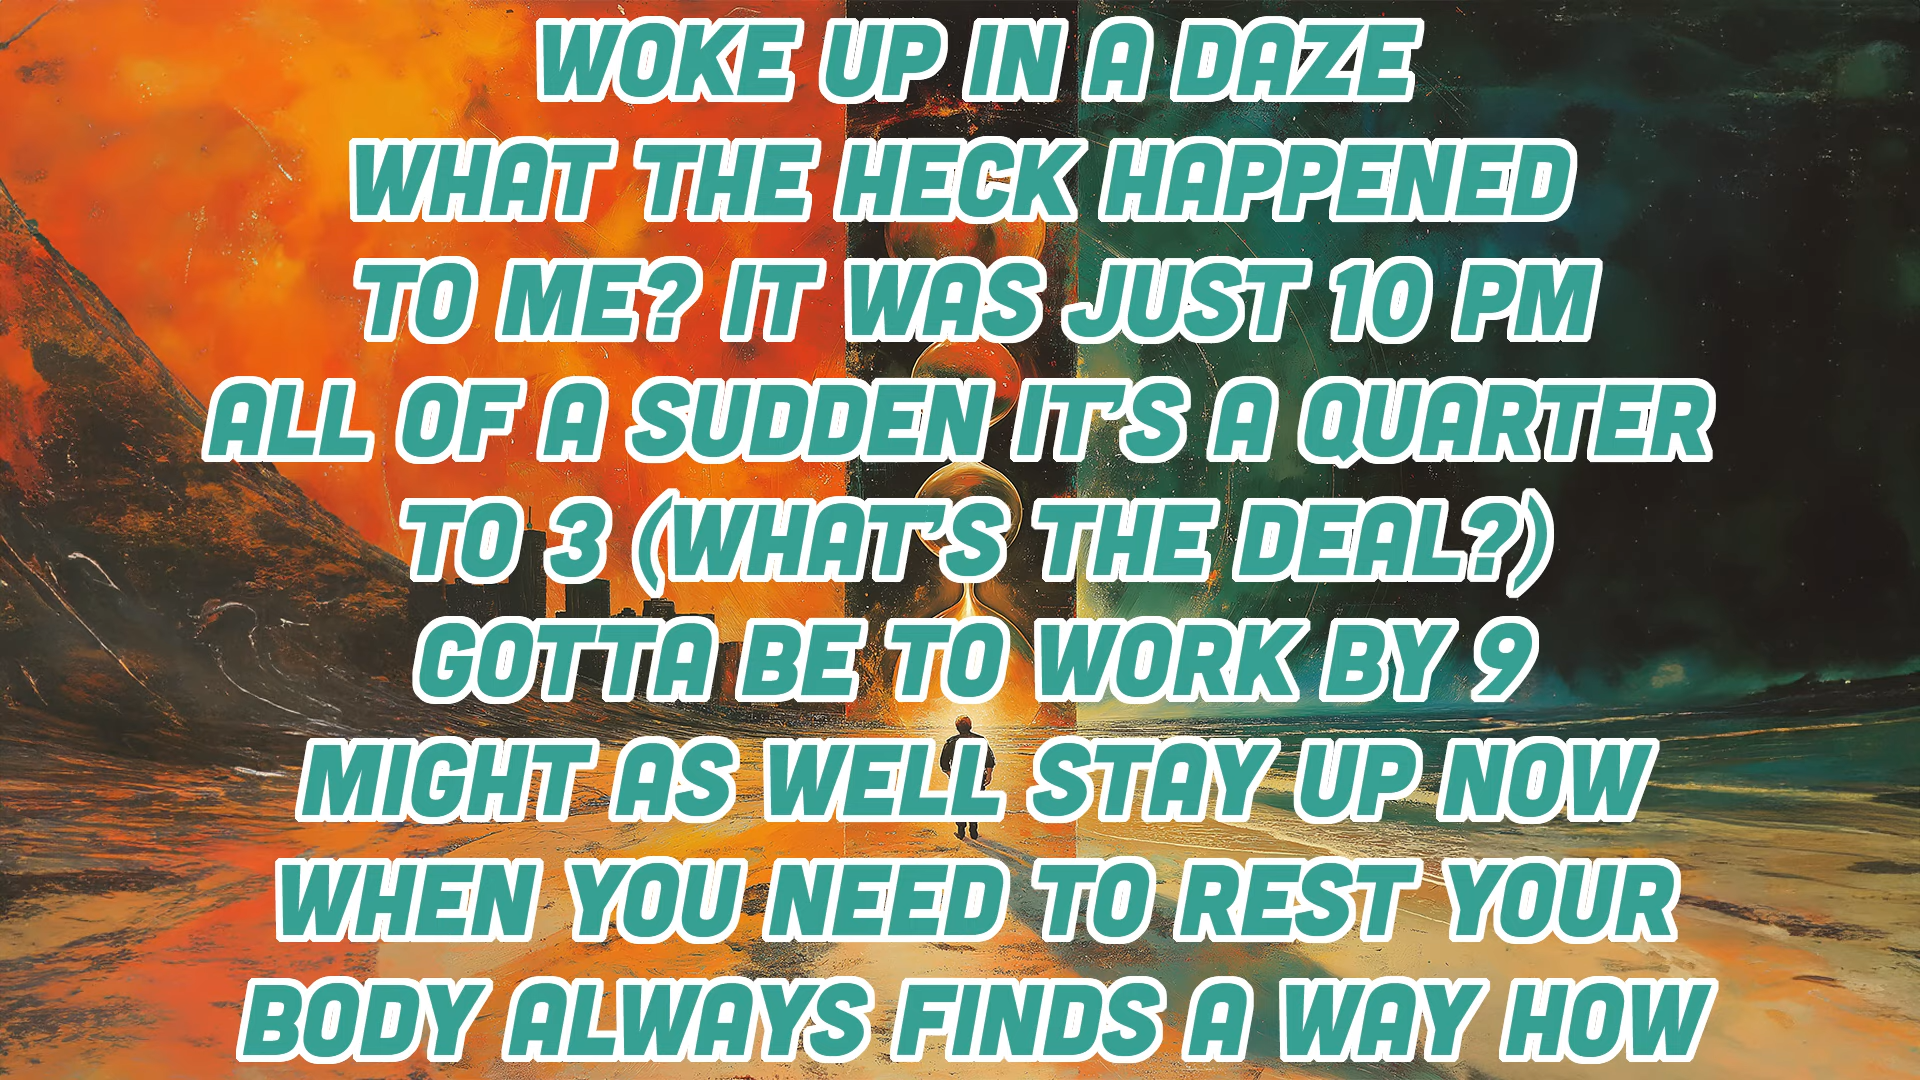 WOKE UP IN A DAZE
WHAT THE HECK HAPPENED
TO ME? IT WAS JUST 10 PM
ALL OF A SUDDEN IT'S A QUARTER
TO 3 (WHAT'S THE DEAL?)
GOTTA BE TO WORK BY 9
MIGHT AS WELL STAY UP NOW
WHEN YOU NEED TO REST YOUR
BODY ALWAYS FINDS A WAY HOW